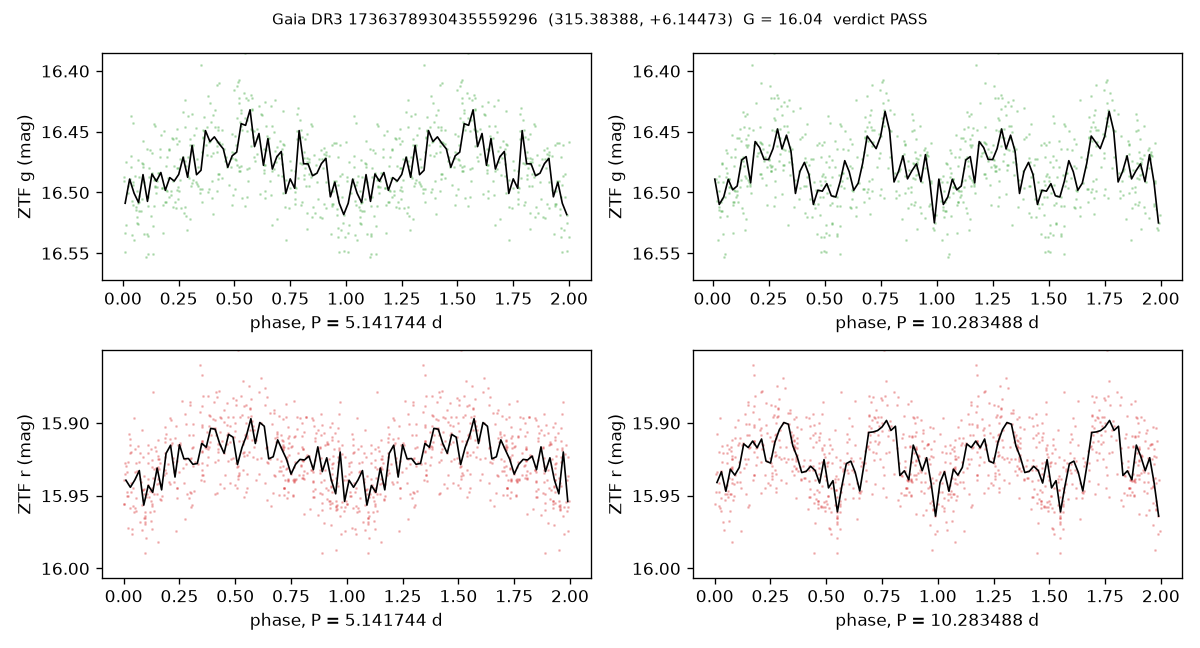 Gaia DR3 1736378930435559296 (315.38388, +6.14473) G = 16.04 verdict PASS
16.40
16.45
16.50
16.55
ZTF g (mag)
0.00 0.25 0.50 0.75 1.00 1.25 1.50 1.75 2.00
phase, P = 5.141744 d
16.40
16.45
16.50
16.55
ZTF g (mag)
0.00 0.25 0.50 0.75 1.00 1.25 1.50 1.75 2.00
phase, P = 10.283488 d
15.90
15.95
16.00
ZTF r (mag)
0.00 0.25 0.50 0.75 1.00 1.25 1.50 1.75 2.00
phase, P = 5.141744 d
15.90
15.95
16.00
ZTF r (mag)
0.00 0.25 0.50 0.75 1.00 1.25 1.50 1.75 2.00
phase, P = 10.283488 d